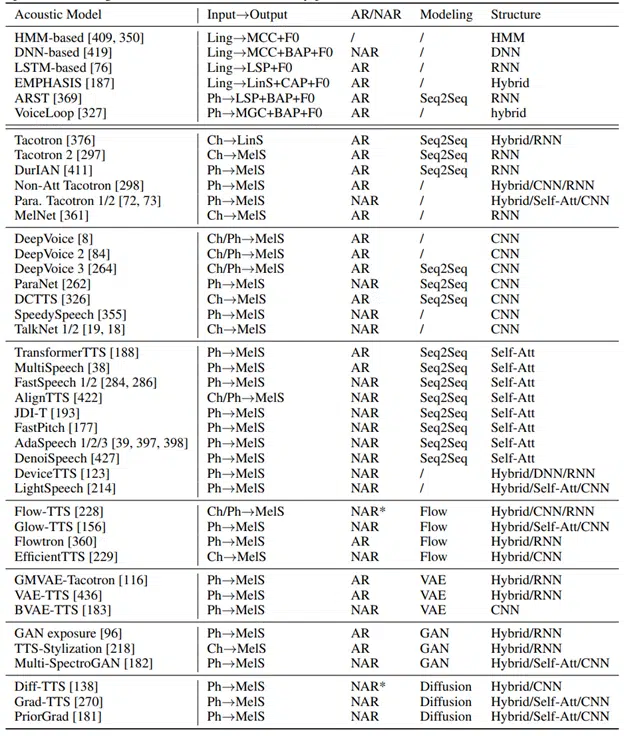 Acoustic Model Input→Output AR/NAR Modeling Structure
HMM-based [409, 350] Ling→MCC+F0 / / HMM
DNN-based [419] Ling→MCC+BAP+F0 NAR / DNN
LSTM-based [76] Ling→LSP+F0 AR / RNN
EMPHASIS [187] Ling→LinS+CAP+F0 AR / Hybrid
ARST [369] Ph→LSP+BAP+F0 AR Seq2Seq RNN
VoiceLoop [327] Ph→MGC+BAP+F0 AR / hybrid
Tacotron [376] Ch→LinS AR Seq2Seq Hybrid/RNN
Tacotron 2 [297] Ch→MelS AR Seq2Seq RNN
DurIAN [411] Ph→MelS AR Seq2Seq RNN
Non-Att Tacotron [298] Ph→MelS AR / Hybrid/CNN/RNN
Para. Tacotron 1/2 [72, 73] Ph→MelS NAR / Hybrid/Self-Att/CNN
MelNet [361] Ch→MelS AR / RNN
DeepVoice [8] Ch/Ph→MelS AR / CNN
DeepVoice 2 [84] Ch/Ph→MelS AR / CNN
DeepVoice 3 [264] Ch/Ph→MelS AR Seq2Seq CNN
ParaNet [262] Ph→MelS NAR Seq2Seq CNN
DCTTS [326] Ch→MelS AR Seq2Seq CNN
SpeedySpeech [355] Ph→MelS NAR / CNN
TalkNet 1/2 [19, 18] Ch→MelS NAR / CNN
TransformerTTS [188] Ph→MelS AR Seq2Seq Self-Att
MultiSpeech [38] Ph→MelS AR Seq2Seq Self-Att
FastSpeech 1/2 [284, 286] Ph→MelS NAR Seq2Seq Self-Att
AlignTTS [422] Ch/Ph→MelS NAR Seq2Seq Self-Att
JDI-T [193] Ph→MelS NAR Seq2Seq Self-Att
FastPitch [177] Ph→MelS NAR Seq2Seq Self-Att
AdaSpeech 1/2/3 [39, 397, 398] Ph→MelS NAR Seq2Seq Self-Att
DenoiSpeech [427] Ph→MelS NAR Seq2Seq Self-Att
DeviceTTS [123] Ph→MelS NAR / Hybrid/DNN/RNN
LightSpeech [214] Ph→MelS NAR / Hybrid/Self-Att/CNN
Flow-TTS [228] Ch/Ph→MelS NAR* Flow Hybrid/CNN/RNN
Glow-TTS [156] Ph→MelS NAR Flow Hybrid/Self-Att/CNN
Flowtron [360] Ph→MelS AR Flow Hybrid/RNN
EfficientTTS [229] Ch→MelS NAR Flow Hybrid/CNN
GMVAE-Tacotron [116] Ph→MelS AR VAE Hybrid/RNN
VAE-TTS [436] Ph→MelS AR VAE Hybrid/RNN
BVAE-TTS [183] Ph→MelS NAR VAE CNN
GAN exposure [96] Ph→MelS AR GAN Hybrid/RNN
TTS-Stylization [218] Ch→MelS AR GAN Hybrid/RNN
Multi-SpectroGAN [182] Ph→MelS NAR GAN Hybrid/Self-Att/CNN
Diff-TTS [138] Ph→MelS NAR* Diffusion Hybrid/CNN
Grad-TTS [270] Ph→MelS NAR Diffusion Hybrid/Self-Att/CNN
PriorGrad [181] Ph→MelS NAR Diffusion Hybrid/Self-Att/CNN